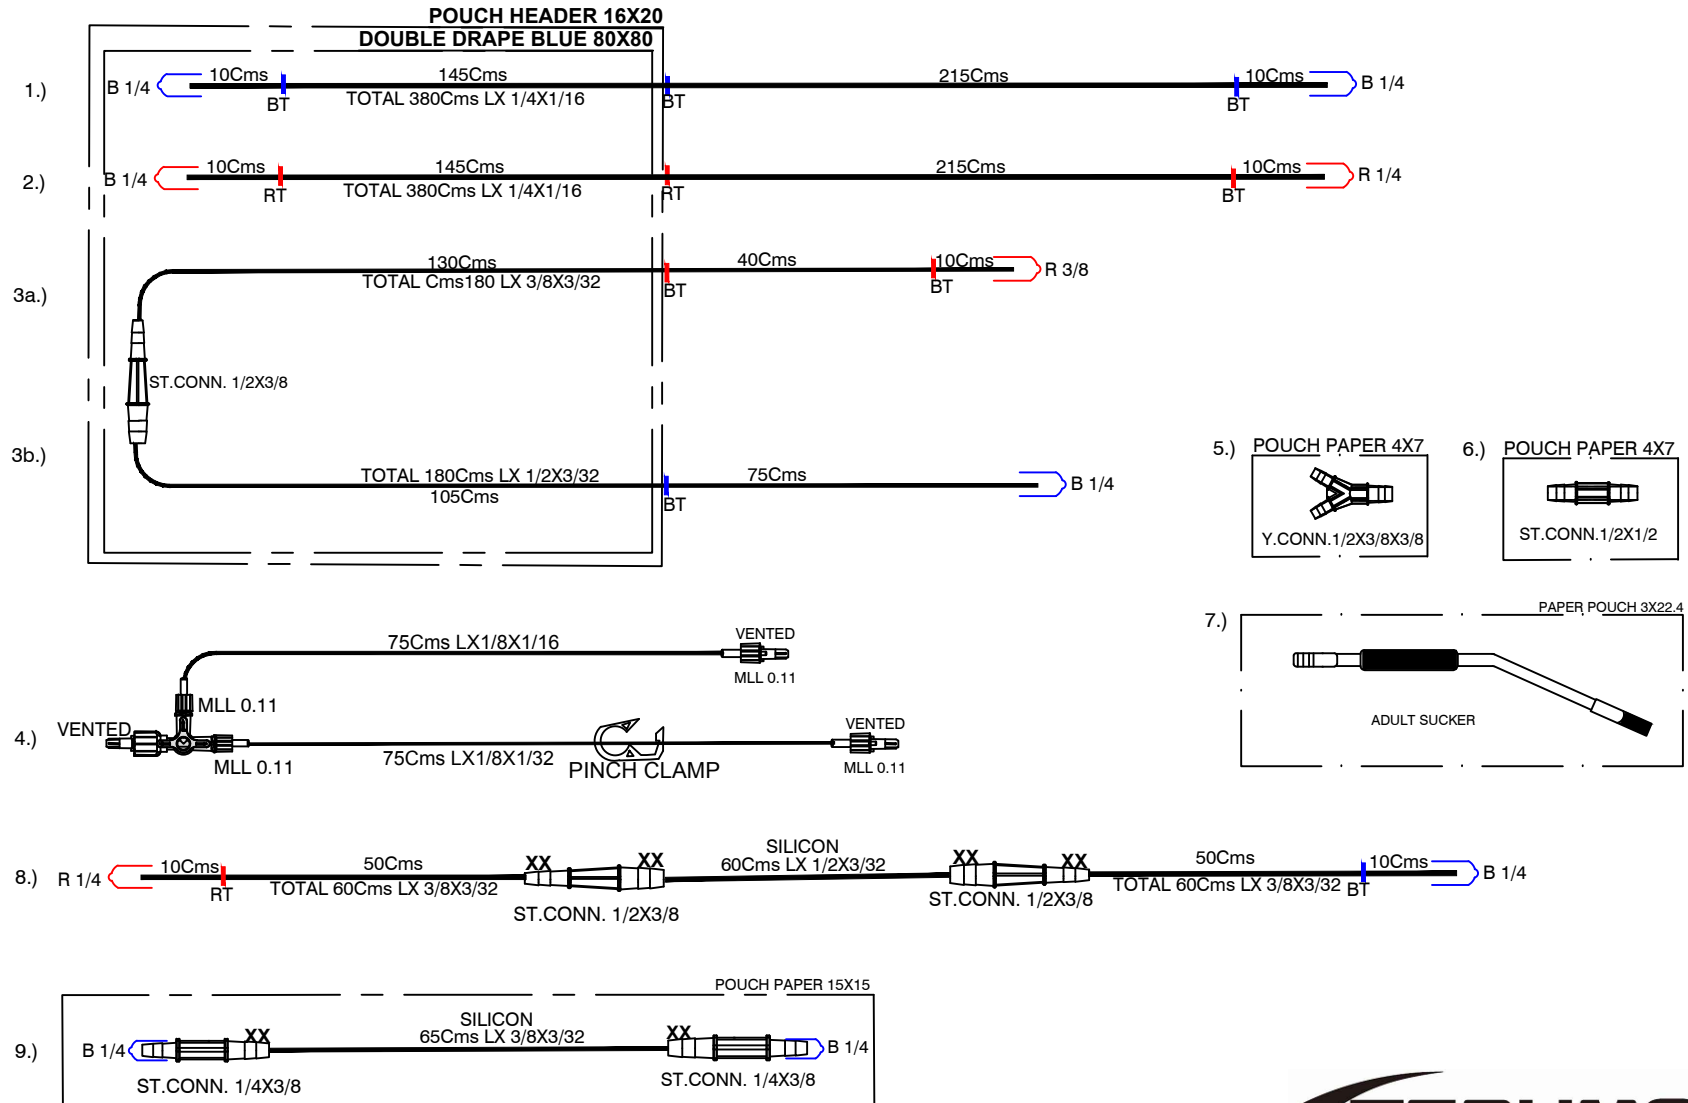 POUCH HEADER 16X20
DOUBLE DRAPE BLUE 80X80
1.) B 1/4 10Cms BT 145Cms BT 215Cms BT 10Cms B 1/4
TOTAL 380Cms LX 1/4X1/16
2.) B 1/4 10Cms RT 145Cms RT 215Cms BT 10Cms R 1/4
TOTAL 380Cms LX 1/4X1/16
3a.) 130Cms BT 40Cms BT 10Cms R 3/8
TOTAL Cms180 LX 3/8X3/32
ST.CONN. 1/2X3/8
3b.) TOTAL 180Cms LX 1/2X3/32 BT 75Cms B 1/4
105Cms
5.) POUCH PAPER 4X7
Y.CONN.1/2X3/8X3/8
6.) POUCH PAPER 4X7
ST.CONN.1/2X1/2
7.) PAPER POUCH 3X22.4
ADULT SUCKER
4.) VENTED
75Cms LX1/8X1/16
VENTED
MLL 0.11
MLL 0.11
MLL 0.11
75Cms LX1/8X1/32
PINCH CLAMP
VENTED
MLL 0.11
8.) R 1/4 10Cms RT 50Cms XX XX SILICON XX XX 50Cms BT 10Cms B 1/4
TOTAL 60Cms LX 3/8X3/32
60Cms LX 1/2X3/32
TOTAL 60Cms LX 3/8X3/32
ST.CONN. 1/2X3/8
ST.CONN. 1/2X3/8
POUCH PAPER 15X15
9.) B 1/4 XX SILICON XX B 1/4
65Cms LX 3/8X3/32
ST.CONN. 1/4X3/8
ST.CONN. 1/4X3/8